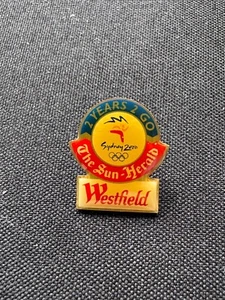 2 YEARS 2 GO
Sydney 2000
The Sun-Herald
Westfield